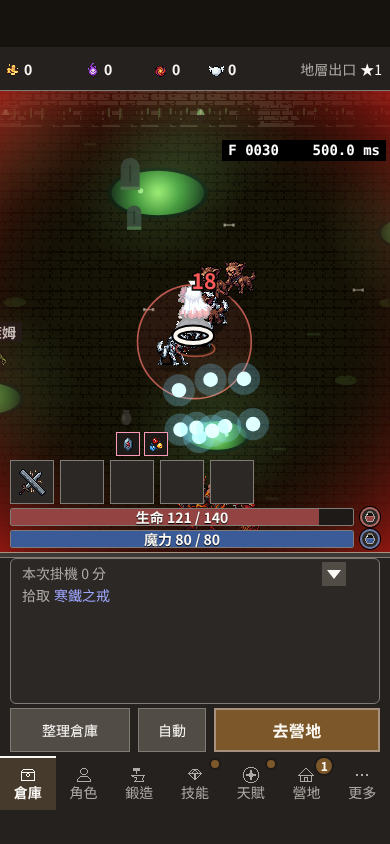 0 0 0 0 地層出口 ★1
F 0030 500.0 ms
18
姆
生命 121 / 140
魔力 80 / 80
本次掛機 0 分
拾取 寒鐵之戒
整理倉庫 自動 去營地
1
倉庫 角色 鍛造 技能 天賦 營地 更多